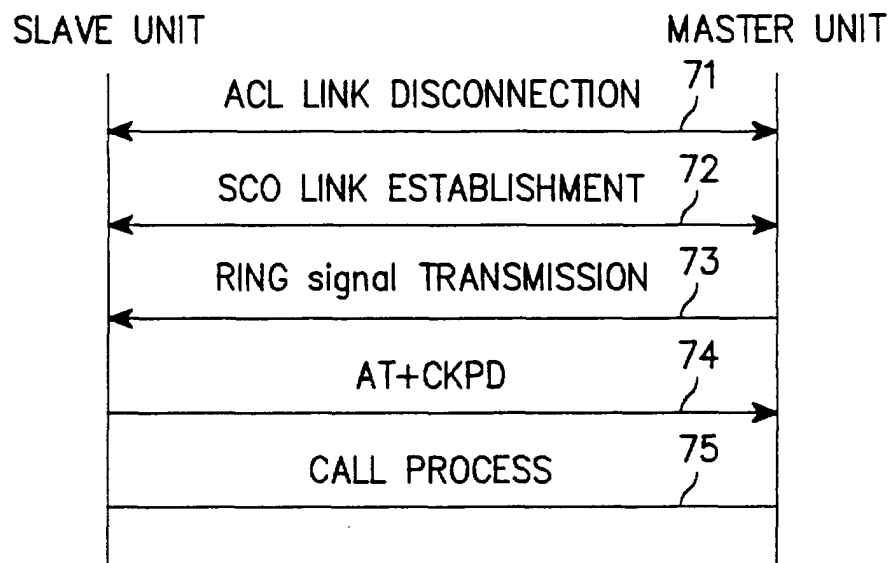 SLAVE UNIT MASTER UNIT
ACL LINK DISCONNECTION 71
SCO LINK ESTABLISHMENT 72
RING signal TRANSMISSION 73
AT+CKPD 74
CALL PROCESS 75